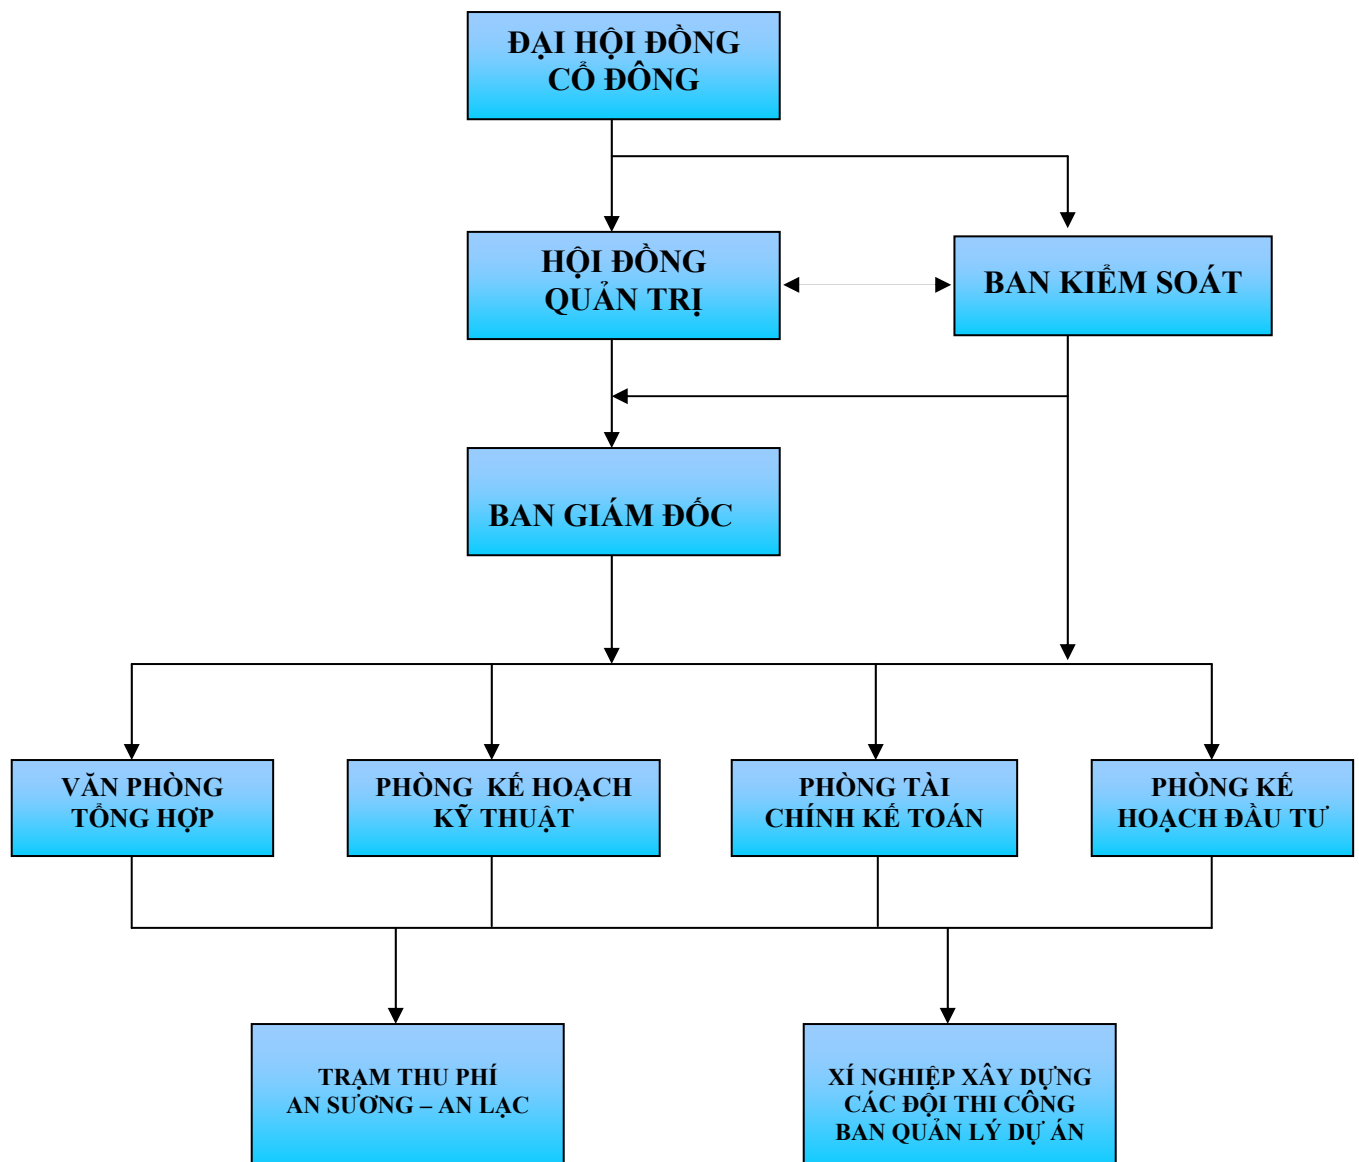 ĐẠI HỘI ĐỒNG
CỔ ĐÔNG
HỘI ĐỒNG
QUẢN TRỊ
BAN KIỂM SOÁT
BAN GIÁM ĐỐC
VĂN PHÒNG
TỔNG HỢP
PHÒNG KẾ HOẠCH
KỸ THUẬT
PHÒNG TÀI
CHÍNH KẾ TOÁN
PHÒNG KẾ
HOẠCH ĐẦU TƯ
TRẠM THU PHÍ
AN SƯƠNG – AN LẠC
XÍ NGHIỆP XÂY DỰNG
CÁC ĐỘI THI CÔNG
BAN QUẢN LÝ DỰ ÁN